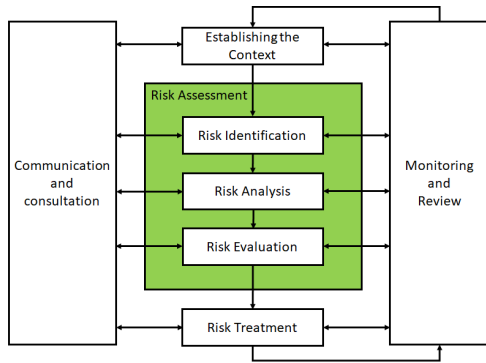 Establishing the
Context
Risk Assessment
Risk Identification
Communication
and
consultation
Risk Analysis
Monitoring
and
Review
Risk Evaluation
Risk Treatment